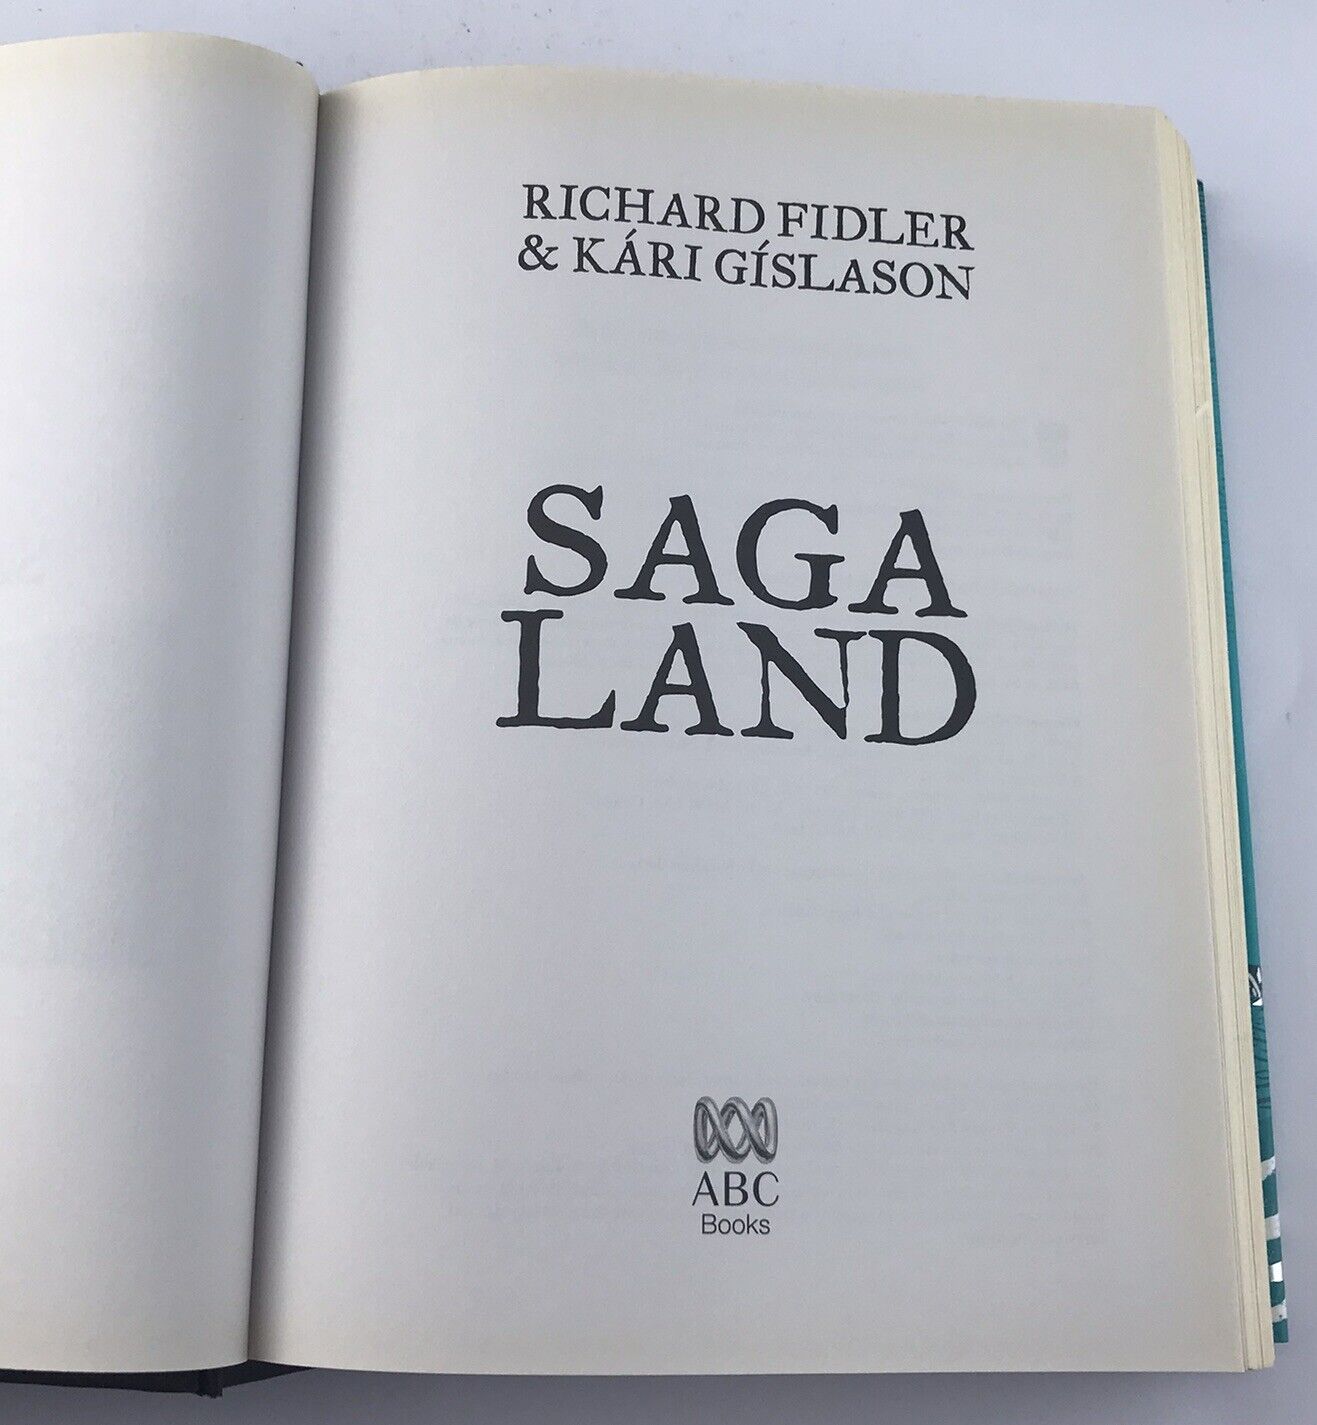 RICHARD FIDLER
& KÁRI GÍSLASON
SAGA
LAND
ABC
Books